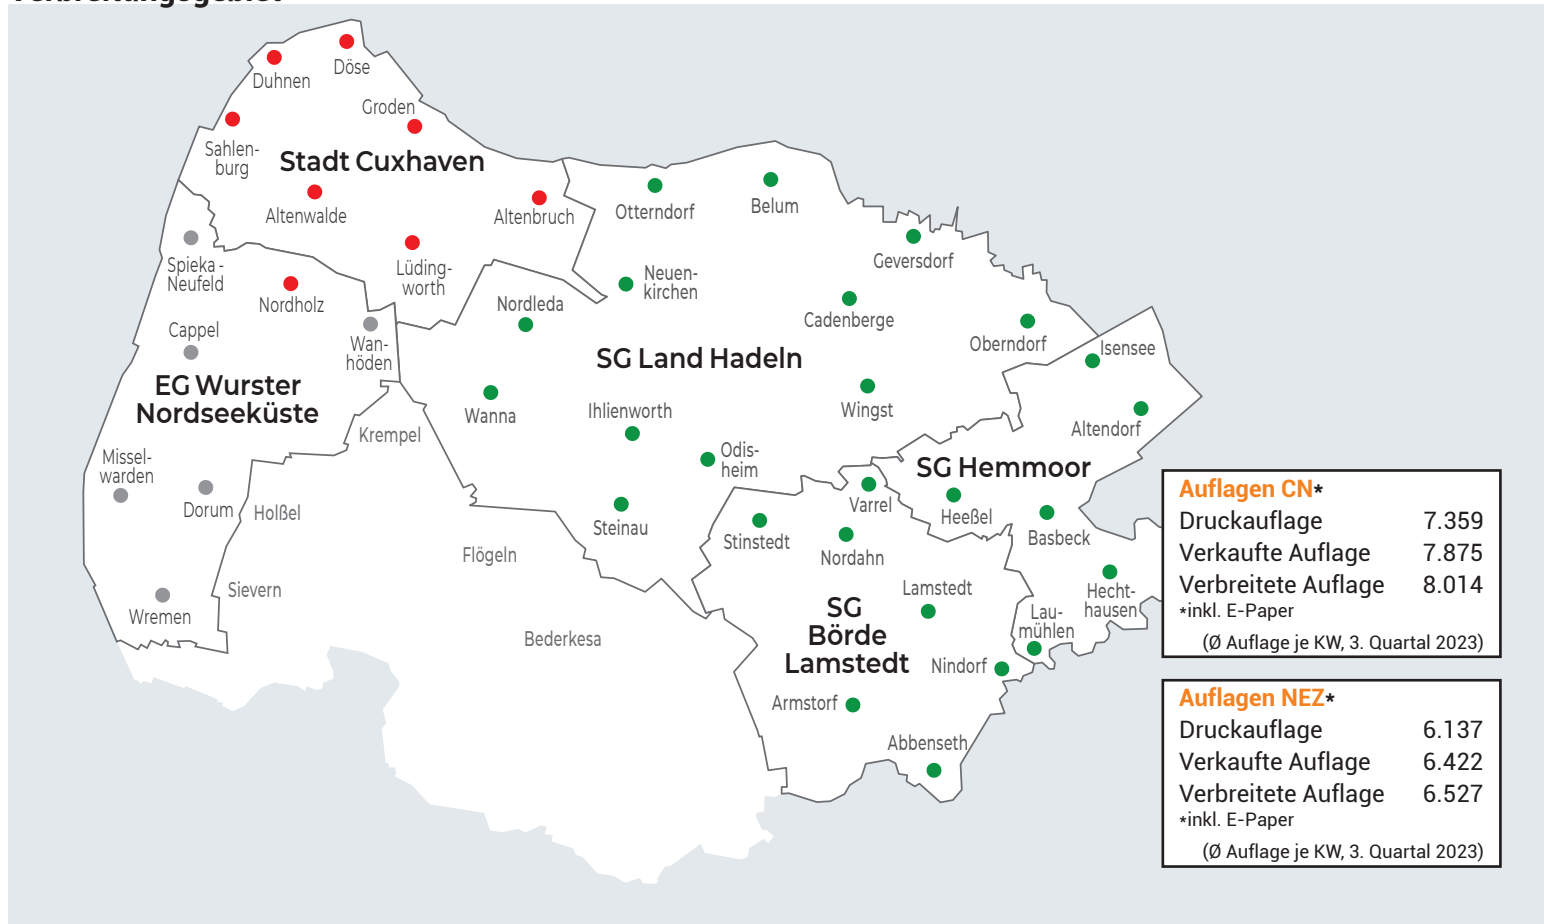 Verbreitungsgebiet
Döse
Duhnen
Groden
Sahlen-
burg
Stadt Cuxhaven
Altenwalde
Altenbruch
Lüding-
worth
Otterndorf
Belum
Geversdorf
Neuen-
kirchen
Spieka-
Neufeld
Nordholz
Nordleda
Cadenberge
Cappel
Wan-
höden
Oberndorf
Isensee
SG Land Hadeln
EG Wurster
Nordseeküste
Wanna
Ihlienworth
Wingst
Krempel
Altendorf
Odis-
heim
SG Hemmoor
Missel-
warden
Dorum
Holßel
Varrel
Heeßel
Steinau
Stinstedt
Nordahn
Basbeck
Flögeln
Sievern
Wremen
Lamstedt
Hecht-
hausen
SG
Börde
Lamstedt
Lau-
mühlen
Bederkesa
Nindorf
Armstorf
Abbenseth
Auflagen CN*
Druckauflage 7.359
Verkaufte Auflage 7.875
Verbreitete Auflage 8.014
*inkl. E-Paper
(Ø Auflage je KW, 3. Quartal 2023)
Auflagen NEZ*
Druckauflage 6.137
Verkaufte Auflage 6.422
Verbreitete Auflage 6.527
*inkl. E-Paper
(Ø Auflage je KW, 3. Quartal 2023)